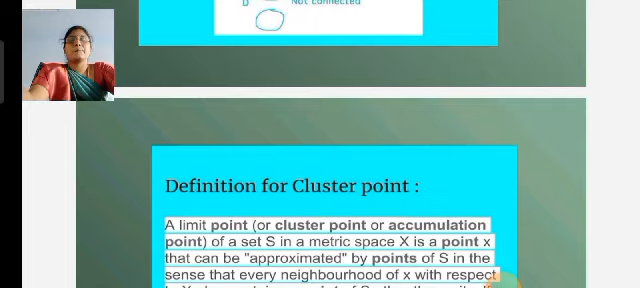 D
Not connected
Definition for Cluster point :
A limit point (or cluster point or accumulation
point) of a set S in a metric space X is a point x
that can be "approximated" by points of S in the
sense that every neighbourhood of x with respect